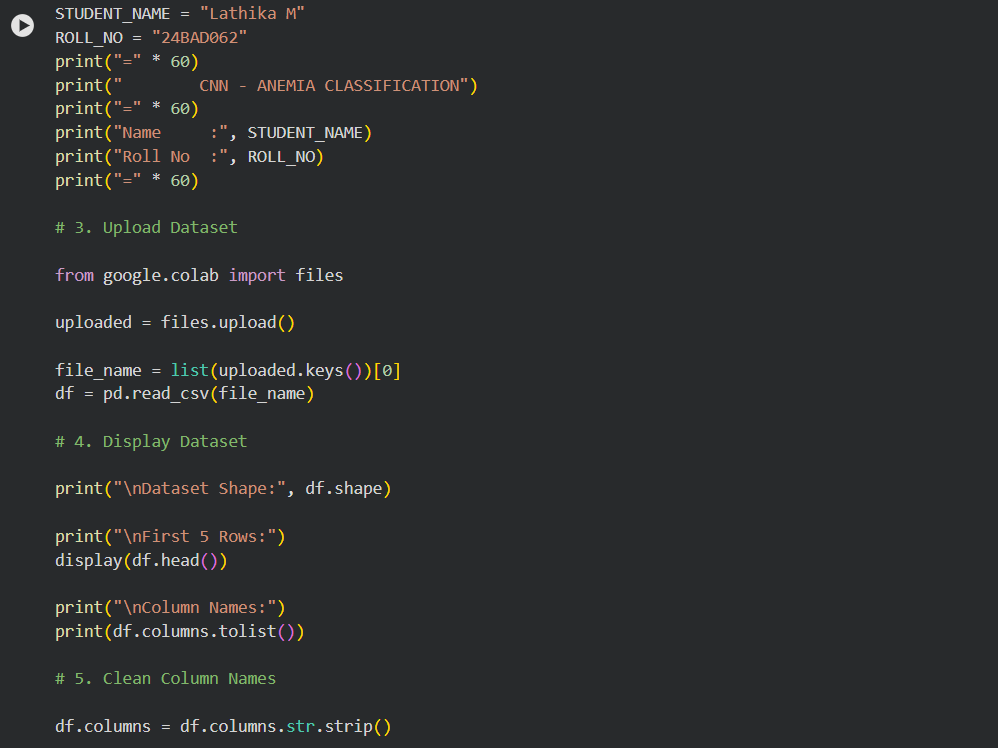 STUDENT_NAME = "Lathika M"
ROLL_NO = "24BAD062"
print("=" * 60)
print("        CNN - ANEMIA CLASSIFICATION")
print("=" * 60)
print("Name     :", STUDENT_NAME)
print("Roll No  :", ROLL_NO)
print("=" * 60)
# 3. Upload Dataset
from google.colab import files
uploaded = files.upload()
file_name = list(uploaded.keys())[0]
df = pd.read_csv(file_name)
# 4. Display Dataset
print("\nDataset Shape:", df.shape)
print("\nFirst 5 Rows:")
display(df.head())
print("\nColumn Names:")
print(df.columns.tolist())
# 5. Clean Column Names
df.columns = df.columns.str.strip()